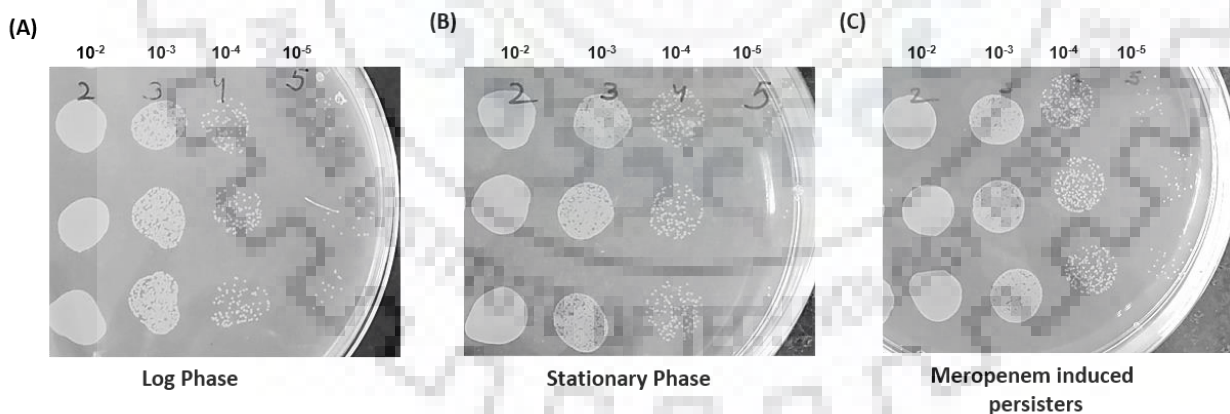 (A)
10-2 10-3 10-4 10-5
2 3 4 5
Log Phase
(B)
10-2 10-3 10-4 10-5
2 3 4 5
Stationary Phase
(C)
10-2 10-3 10-4 10-5
2 3 5
Meropenem induced
persisters